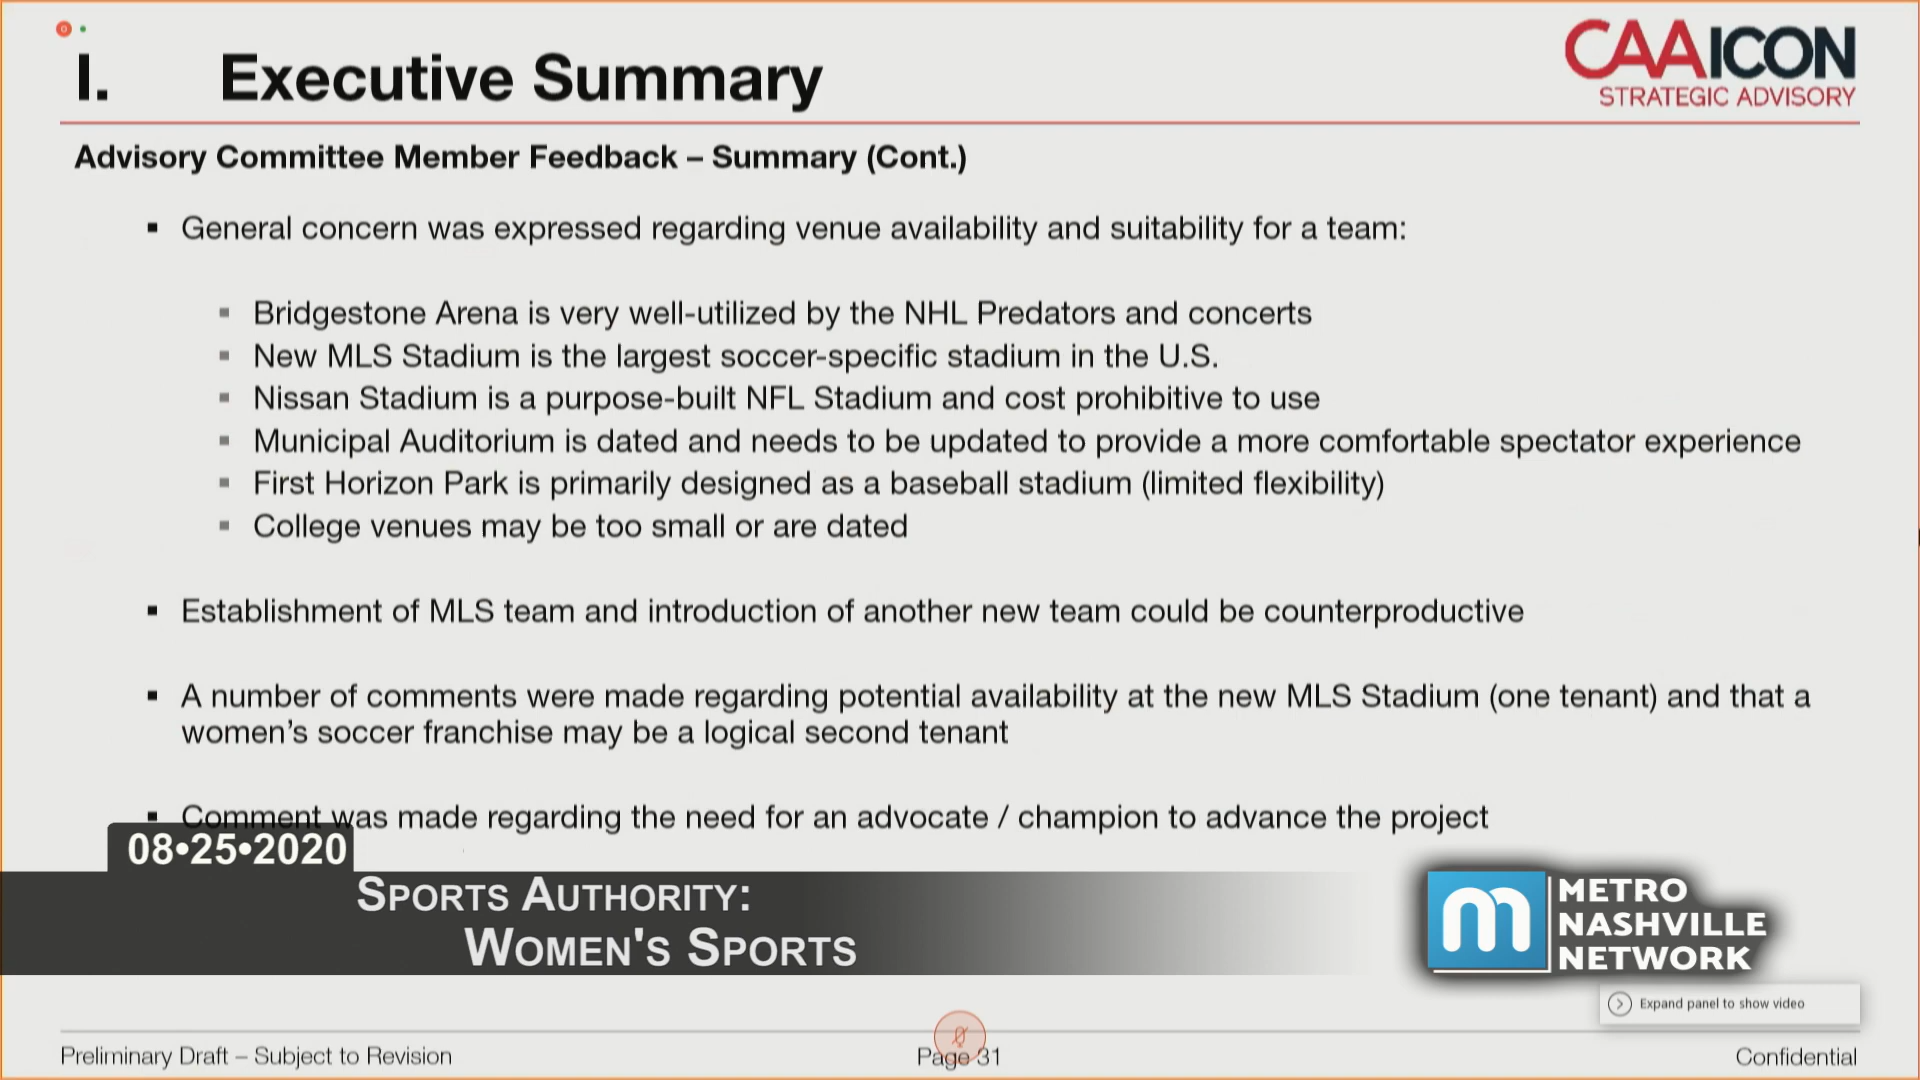 I. Executive Summary
CAAICON
STRATEGIC ADVISORY
Advisory Committee Member Feedback – Summary (Cont.)
▪ General concern was expressed regarding venue availability and suitability for a team:
▪ Bridgestone Arena is very well-utilized by the NHL Predators and concerts
▪ New MLS Stadium is the largest soccer-specific stadium in the U.S.
▪ Nissan Stadium is a purpose-built NFL Stadium and cost prohibitive to use
▪ Municipal Auditorium is dated and needs to be updated to provide a more comfortable spectator experience
▪ First Horizon Park is primarily designed as a baseball stadium (limited flexibility)
▪ College venues may be too small or are dated
▪ Establishment of MLS team and introduction of another new team could be counterproductive
▪ A number of comments were made regarding potential availability at the new MLS Stadium (one tenant) and that a
women's soccer franchise may be a logical second tenant
▪ Comment was made regarding the need for an advocate / champion to advance the project
08•25•2020
Sports Authority:
Women's Sports
m METRO
NASHVILLE
NETWORK
Expand panel to show video
Preliminary Draft – Subject to Revision
Page 31
Confidential